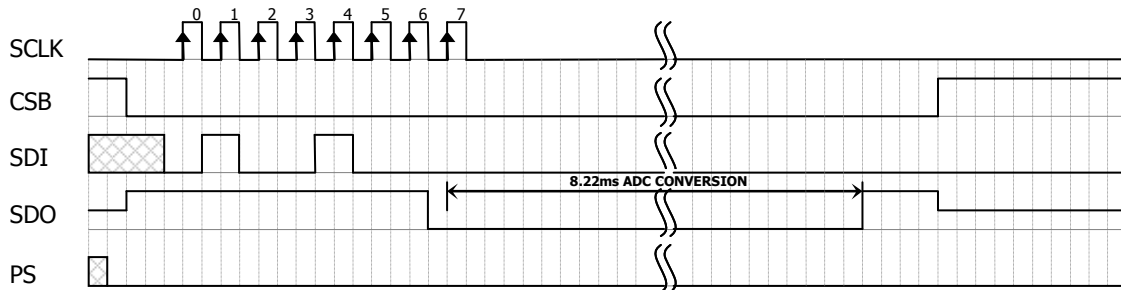 0 1 2 3 4 5 6 7
SCLK
CSB
SDI
8.22ms ADC CONVERSION
SDO
PS